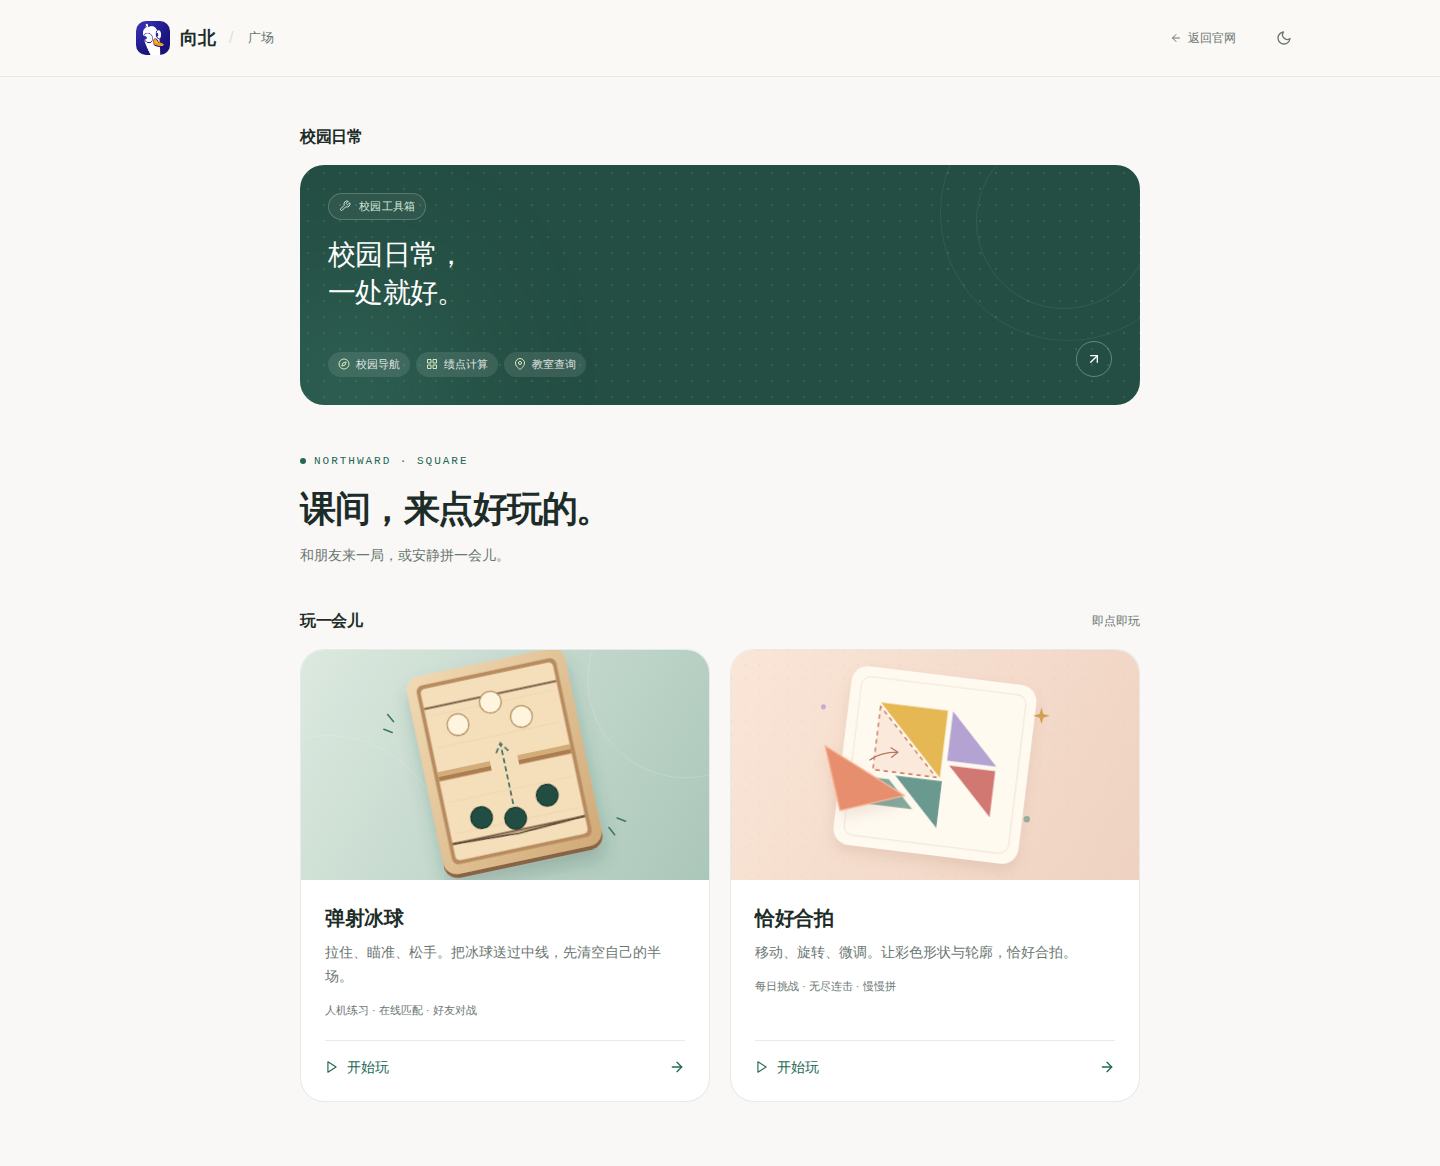 向北 / 广场
返回官网
校园日常
校园工具箱
校园日常，
一处就好。
校园导航
绩点计算
教室查询
NORTHWARD · SQUARE
课间，来点好玩的。
和朋友来一局，或安静拼一会儿。
玩一会儿
即点即玩
弹射冰球
拉住、瞄准、松手。把冰球送过中线，先清空自己的半
场。
人机练习 · 在线匹配 · 好友对战
开始玩
恰好合拍
移动、旋转、微调。让彩色形状与轮廓，恰好合拍。
每日挑战 · 无尽连击 · 慢慢拼
开始玩